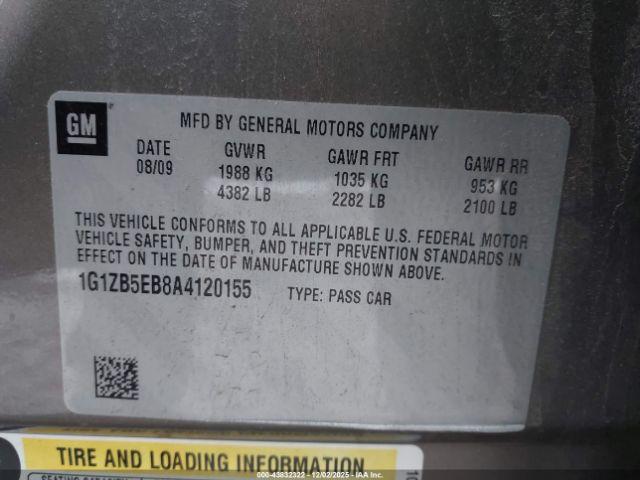 GM
MFD BY GENERAL MOTORS COMPANY
DATE GVWR GAWR FRT GAWR RR
08/09 1988 KG 1035 KG 953 KG
4382 LB 2282 LB 2100 LB
THIS VEHICLE CONFORMS TO ALL APPLICABLE U.S. FEDERAL MOTOR
VEHICLE SAFETY, BUMPER, AND THEFT PREVENTION STANDARDS IN
EFFECT ON THE DATE OF MANUFACTURE SHOWN ABOVE.
1G1ZB5EB8A4120155 TYPE: PASS CAR
TIRE AND LOADING INFORMATION
000-43832322 - 12/02/2025 - © IAA Inc.